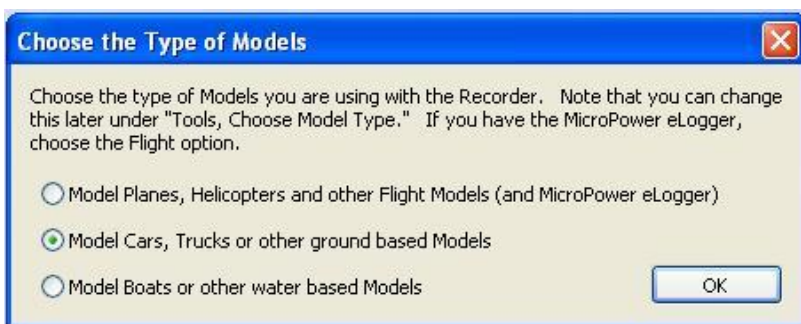 Choose the Type of Models
Choose the type of Models you are using with the Recorder. Note that you can change
this later under "Tools, Choose Model Type." If you have the MicroPower eLogger,
choose the Flight option.
Model Planes, Helicopters and other Flight Models (and MicroPower eLogger)
Model Cars, Trucks or other ground based Models
Model Boats or other water based Models
OK